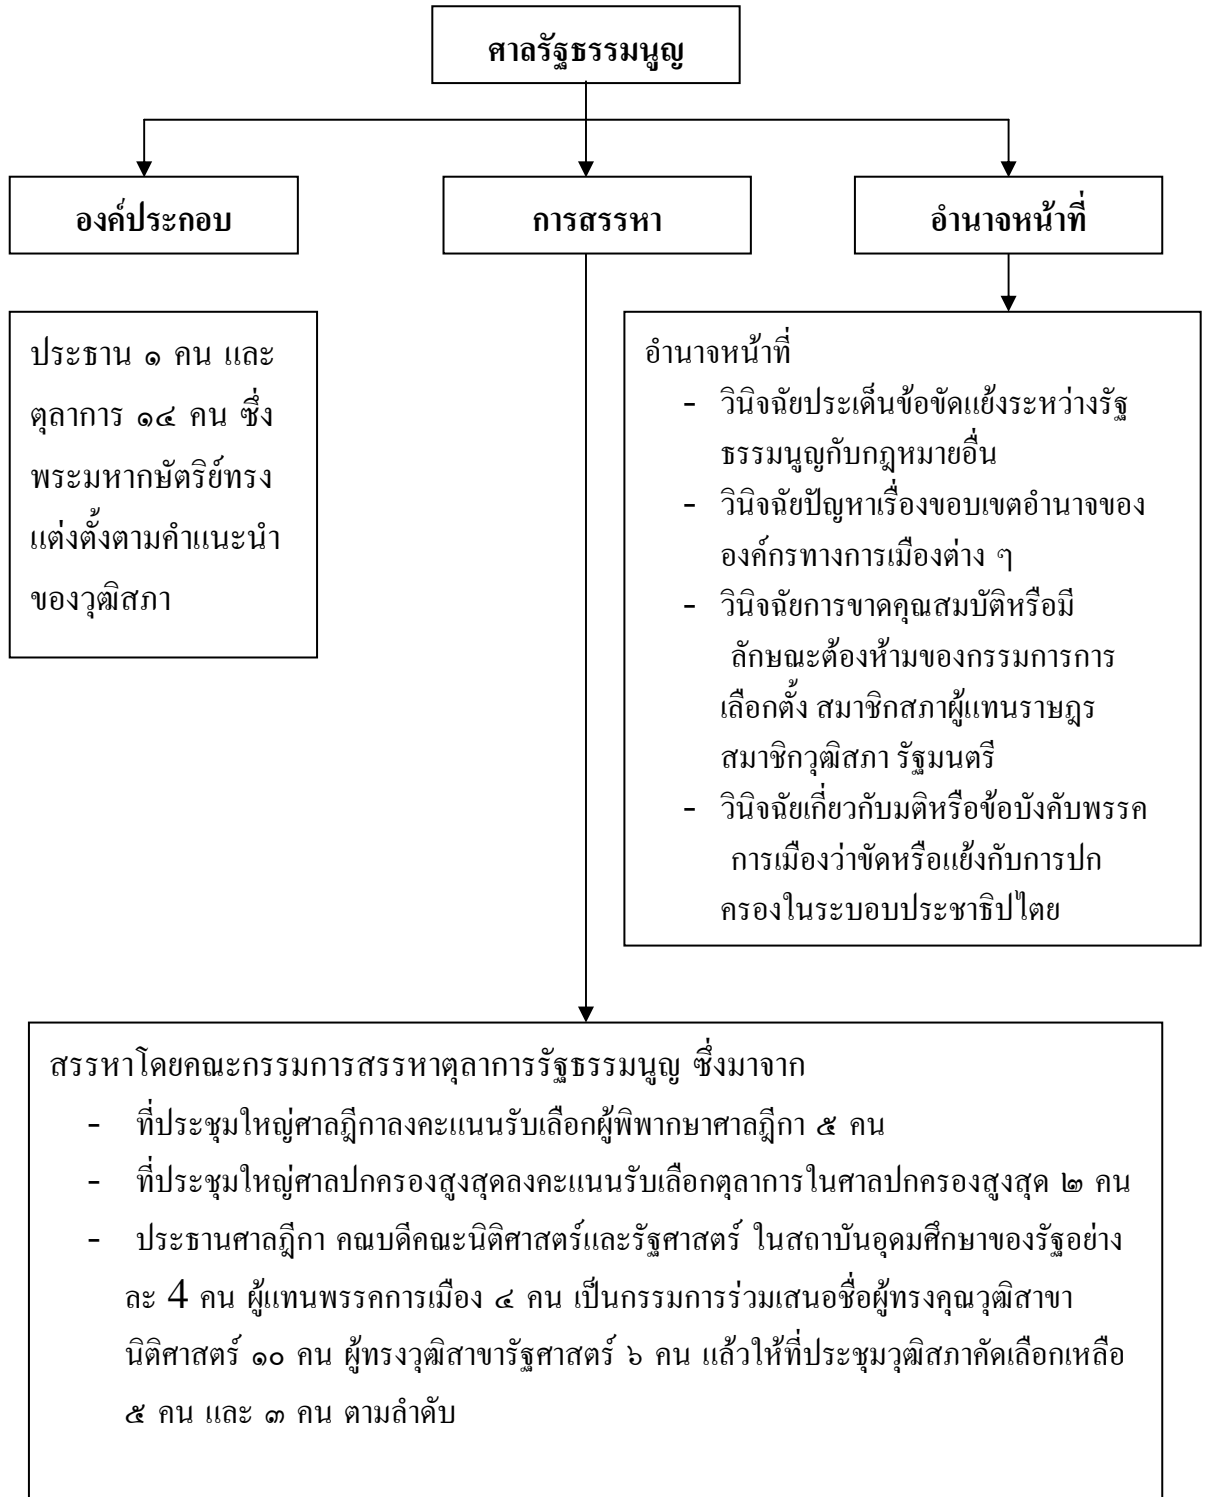 ศาลรัฐธรรมนูญ
องค์ประกอบ
การสรรหา
อำนาจหน้าที่
ประธาน ๑ คน และ
ตุลาการ ๑๔ คน ซึ่ง
พระมหากษัตริย์ทรง
แต่งตั้งตามคำแนะนำ
ของวุฒิสภา
อำนาจหน้าที่
- วินิจฉัยประเด็นข้อขัดแย้งระหว่างรัฐ
ธรรมนูญกับกฎหมายอื่น
- วินิจฉัยปัญหาเรื่องขอบเขตอำนาจของ
องค์กรทางการเมืองต่าง ๆ
- วินิจฉัยการขาดคุณสมบัติหรือมี
ลักษณะต้องห้ามของกรรมการการ
เลือกตั้ง สมาชิกสภาผู้แทนราษฎร
สมาชิกวุฒิสภา รัฐมนตรี
- วินิจฉัยเกี่ยวกับมติหรือข้อบังคับพรรค
การเมืองว่าขัดหรือแย้งกับการปก
ครองในระบอบประชาธิปไตย
สรรหาโดยคณะกรรมการสรรหาตุลาการรัฐธรรมนูญ ซึ่งมาจาก
- ที่ประชุมใหญ่ศาลฎีกาลงคะแนนรับเลือกผู้พิพากษาศาลฎีกา ๕ คน
- ที่ประชุมใหญ่ศาลปกครองสูงสุดลงคะแนนรับเลือกตุลาการในศาลปกครองสูงสุด ๒ คน
- ประธานศาลฎีกา คณบดีคณะนิติศาสตร์และรัฐศาสตร์ ในสถาบันอุดมศึกษาของรัฐอย่าง
ละ 4 คน ผู้แทนพรรคการเมือง ๔ คน เป็นกรรมการร่วมเสนอชื่อผู้ทรงคุณวุฒิสาขา
นิติศาสตร์ ๑๐ คน ผู้ทรงวุฒิสาขารัฐศาสตร์ ๖ คน แล้วให้ที่ประชุมวุฒิสภาคัดเลือกเหลือ
๕ คน และ ๓ คน ตามลำดับ